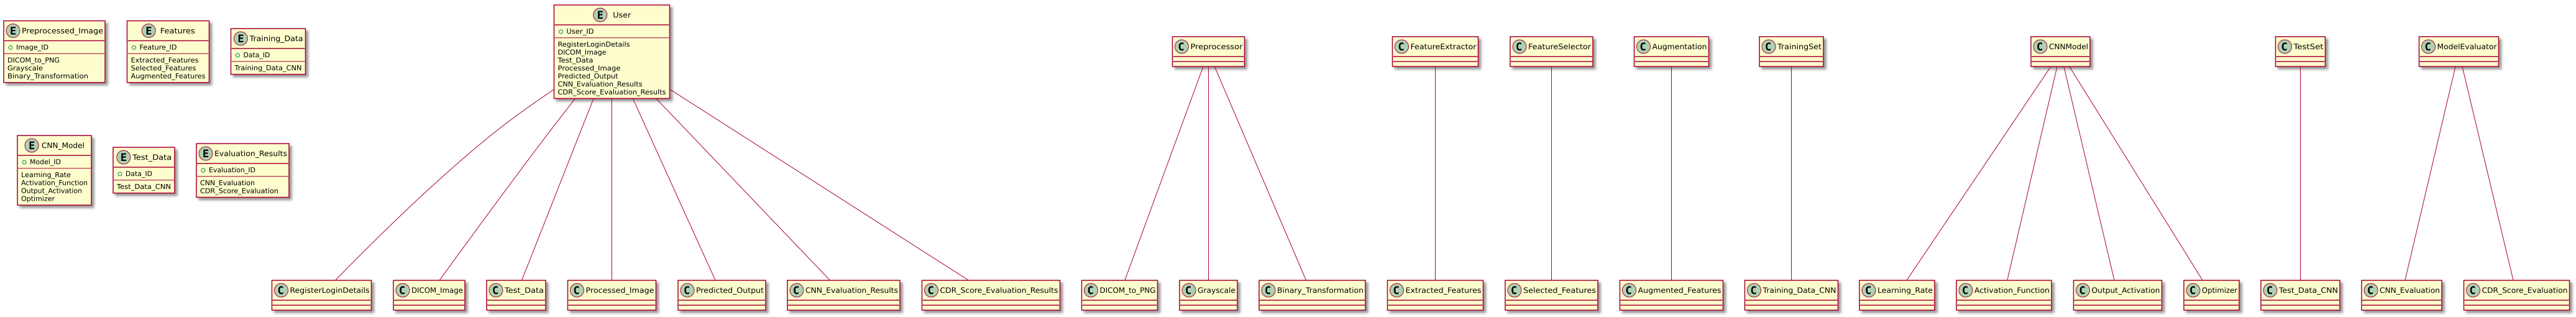 E Preprocessed_Image
Image_ID
DICOM_to_PNG
Grayscale
Binary_Transformation
E Features
Feature_ID
Extracted_Features
Selected_Features
Augmented_Features
E Training_Data
Data_ID
Training_Data_CNN
E User
User_ID
RegisterLoginDetails
DICOM_Image
Test_Data
Processed_Image
Predicted_Output
CNN_Evaluation_Results
CDR_Score_Evaluation_Results
C Preprocessor
C FeatureExtractor
C FeatureSelector
C Augmentation
C TrainingSet
C CNNModel
C TestSet
C ModelEvaluator
E CNN_Model
Model_ID
Learning_Rate
Activation_Function
Output_Activation
Optimizer
E Test_Data
Data_ID
Test_Data_CNN
E Evaluation_Results
Evaluation_ID
CNN_Evaluation
CDR_Score_Evaluation
C RegisterLoginDetails
C DICOM_Image
C Test_Data
C Processed_Image
C Predicted_Output
C CNN_Evaluation_Results
C CDR_Score_Evaluation_Results
C DICOM_to_PNG
C Grayscale
C Binary_Transformation
C Extracted_Features
C Selected_Features
C Augmented_Features
C Training_Data_CNN
C Learning_Rate
C Activation_Function
C Output_Activation
C Optimizer
C Test_Data_CNN
C CNN_Evaluation
C CDR_Score_Evaluation